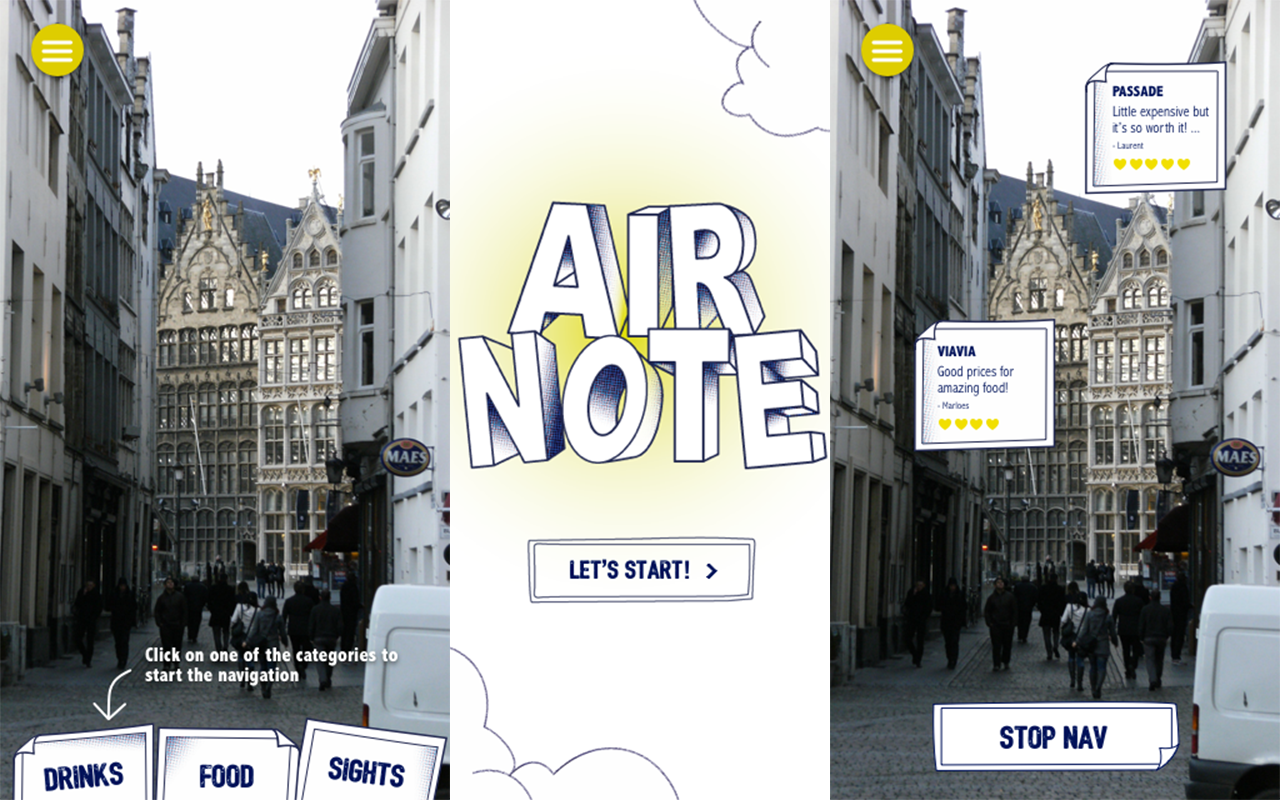 MAES
Click on one of the categories to
start the navigation
DRINKS
FOOD
SIGHTS
AIR
NOTE
LET'S START! >
PASSADE
Little expensive but
it's so worth it! ...
- Laurent
VIAVIA
Good prices for
amazing food!
- Marloes
MAES
STOP NAV